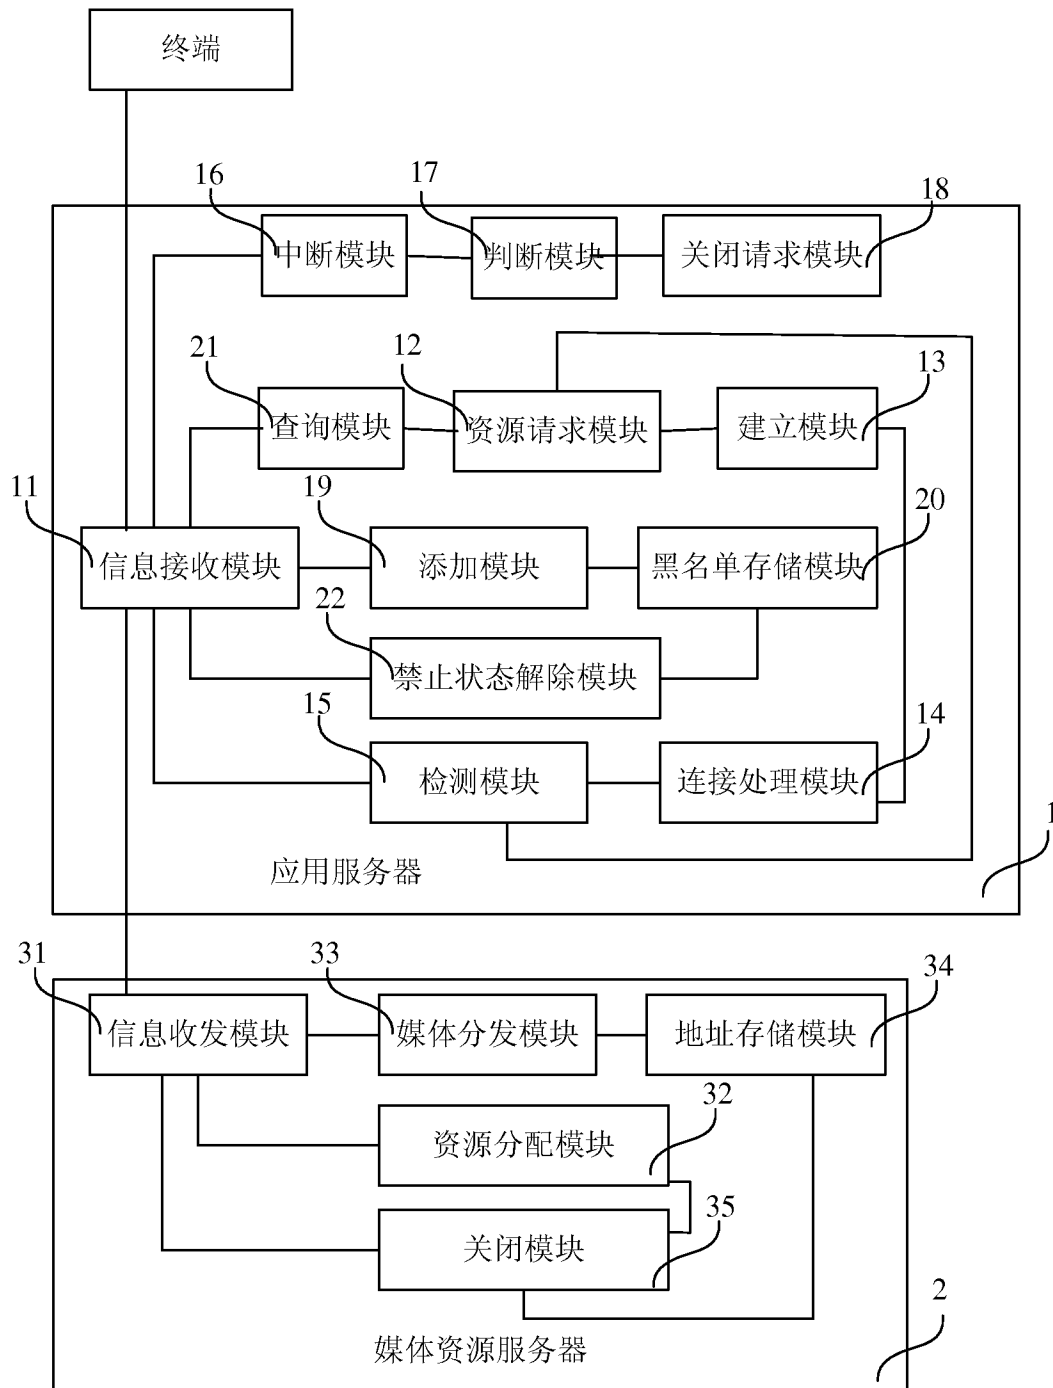 终端
16
17
18
中断模块
判断模块
关闭请求模块
21
12
13
查询模块
资源请求模块
建立模块
11
19
20
信息接收模块
添加模块
黑名单存储模块
22
禁止状态解除模块
15
14
检测模块
连接处理模块
1
应用服务器
31
33
34
信息收发模块
媒体分发模块
地址存储模块
32
资源分配模块
35
关闭模块
2
媒体资源服务器